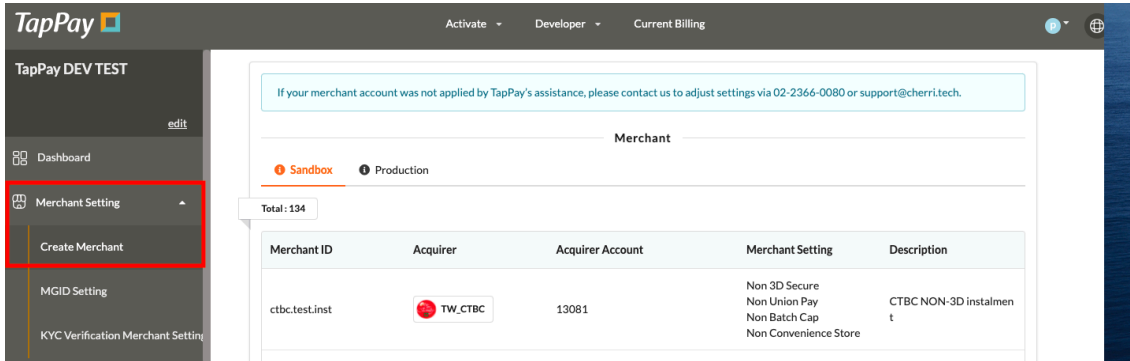 TapPay
Activate
Developer
Current Billing
P
TapPay DEV TEST
edit
Dashboard
Merchant Setting
Create Merchant
MGID Setting
KYC Verification Merchant Setting
If your merchant account was not applied by TapPay's assistance, please contact us to adjust settings via 02-2366-0080 or support@cherri.tech.
Merchant
Sandbox
Production
Total : 134
Merchant ID Acquirer Acquirer Account Merchant Setting Description
ctbc.test.inst TW_CTBC 13081
Non 3D Secure
Non Union Pay
Non Batch Cap
Non Convenience Store
CTBC NON-3D instalmen
t